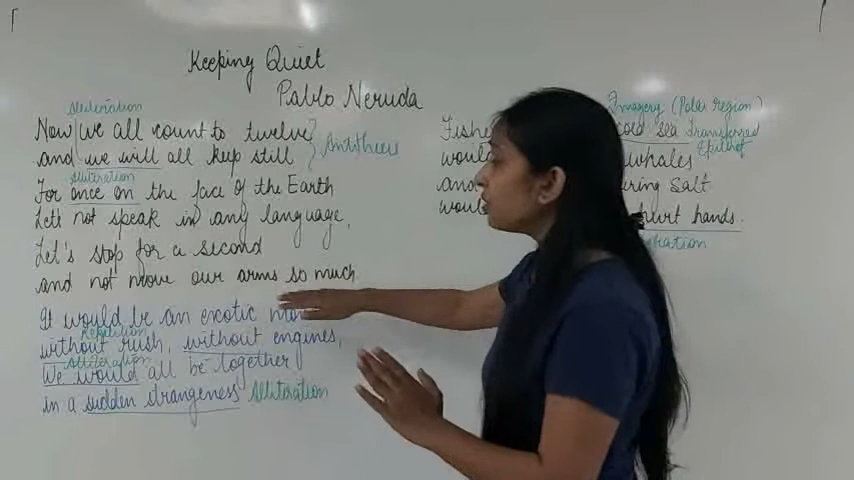 Keeping Quiet
Pablo Neruda
Alliteration
Now we all count to twelve
and we will all keep still
Antithesis
Alliteration
For once on the face of the Earth
Let's not speak in any language,
Let's stop for a second
and not move our arms so much
It would be an exotic
Repetition
without rush, without engines,
Alliteration
We would all be together
in a sudden strangeness Alliteration
Imagery (Polar region)
cold sea Transferred
Epithet
would whales
and salt
would hurt hands.